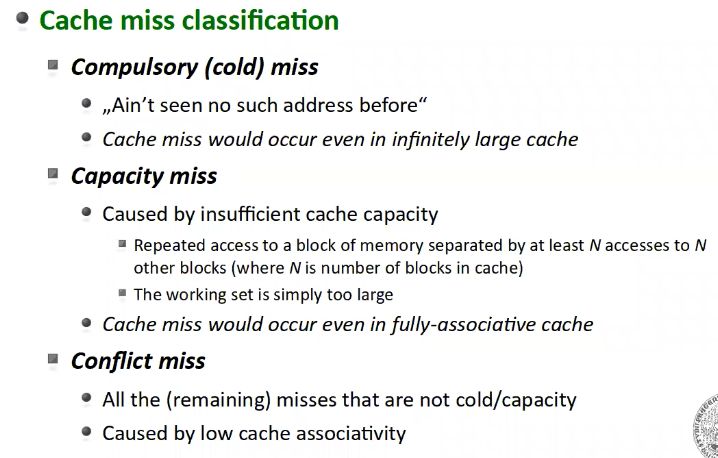 Cache miss classification
Compulsory (cold) miss
„Ain't seen no such address before“
Cache miss would occur even in infinitely large cache
Capacity miss
Caused by insufficient cache capacity
Repeated access to a block of memory separated by at least N accesses to N
other blocks (where N is number of blocks in cache)
The working set is simply too large
Cache miss would occur even in fully-associative cache
Conflict miss
All the (remaining) misses that are not cold/capacity
Caused by low cache associativity